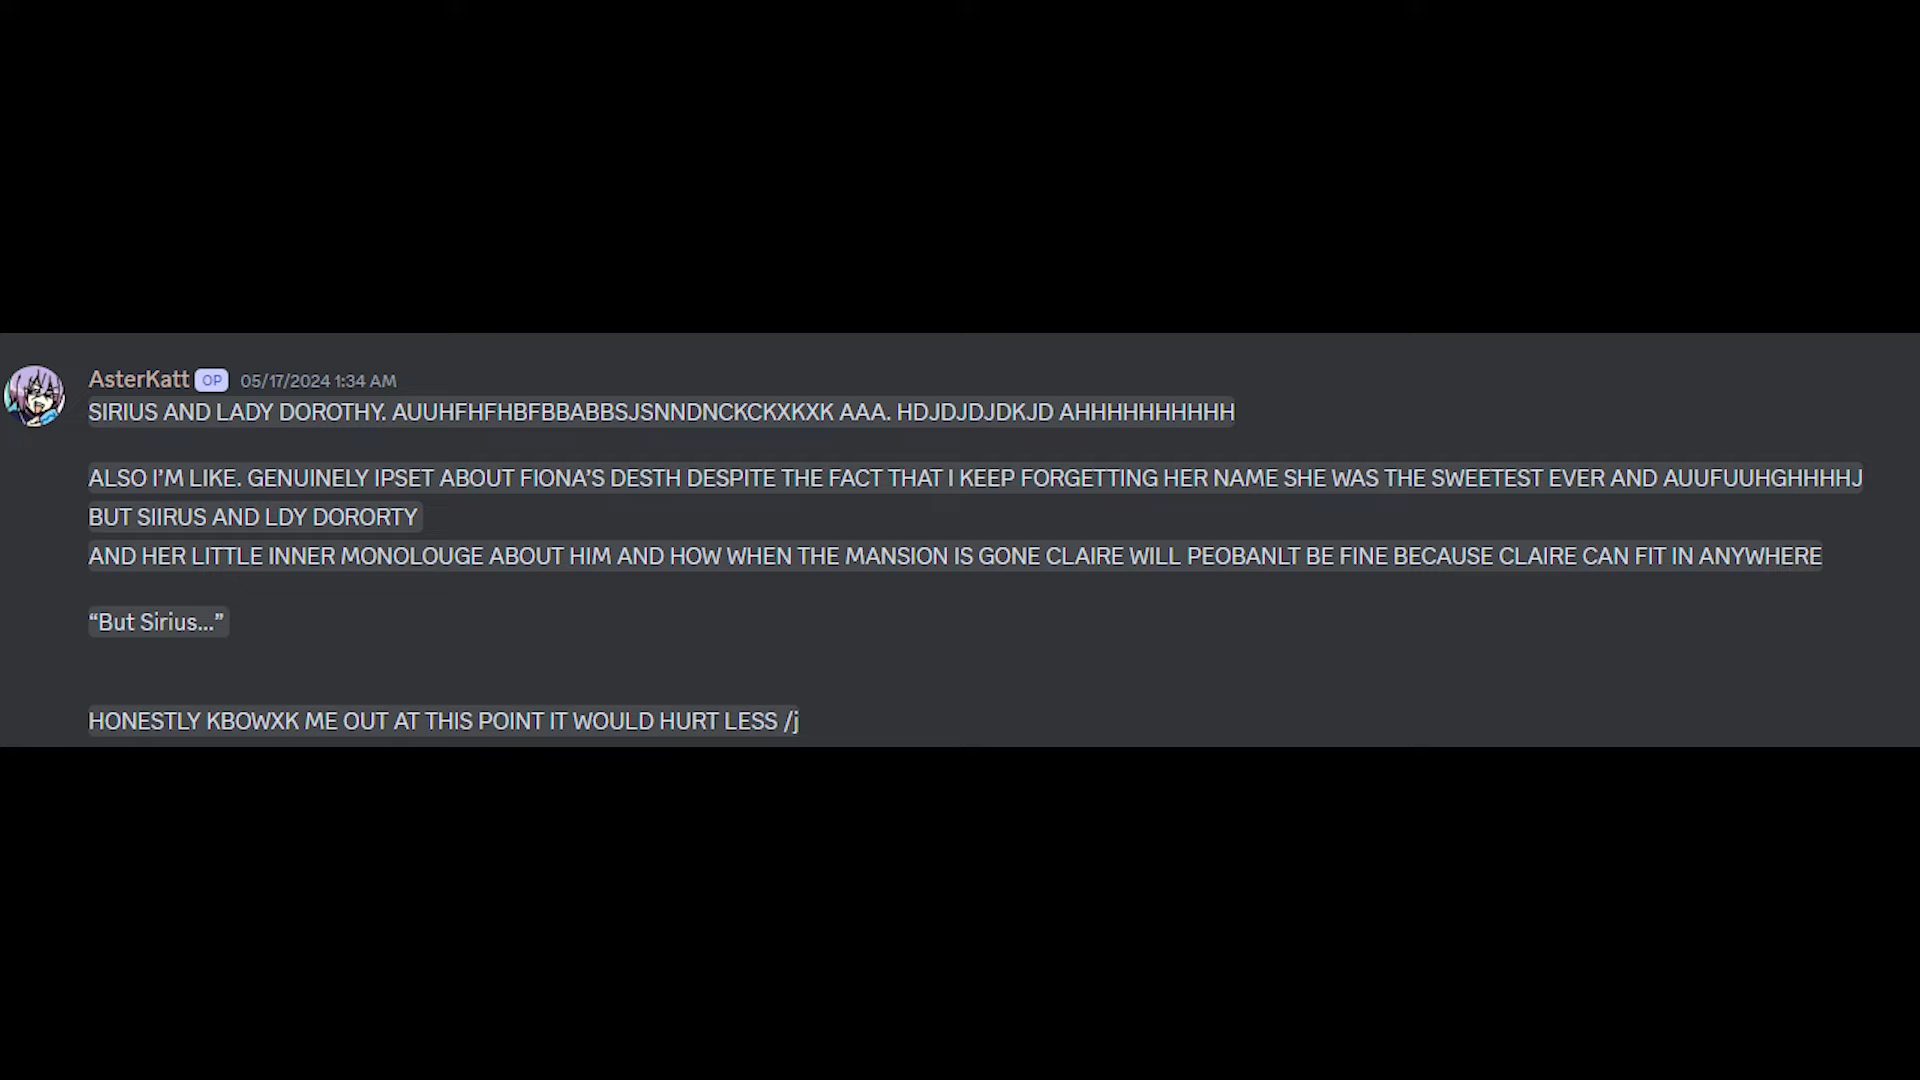 AsterKatt OP 05/17/2024 1:34 AM
SIRIUS AND LADY DOROTHY. AUUHFHFHBFBBABBSJSNNDNCKCKXKXK AAA. HDJDJDJDKJD AHHHHHHHHHH
ALSO I’M LIKE. GENUINELY IPSET ABOUT FIONA’S DESTH DESPITE THE FACT THAT I KEEP FORGETTING HER NAME SHE WAS THE SWEETEST EVER AND AUUFUUHGHHHHJ
BUT SIIRUS AND LDY DORORTY
AND HER LITTLE INNER MONOLOUGE ABOUT HIM AND HOW WHEN THE MANSION IS GONE CLAIRE WILL PEOBANLT BE FINE BECAUSE CLAIRE CAN FIT IN ANYWHERE
“But Sirius...”
HONESTLY KBOWXK ME OUT AT THIS POINT IT WOULD HURT LESS /j